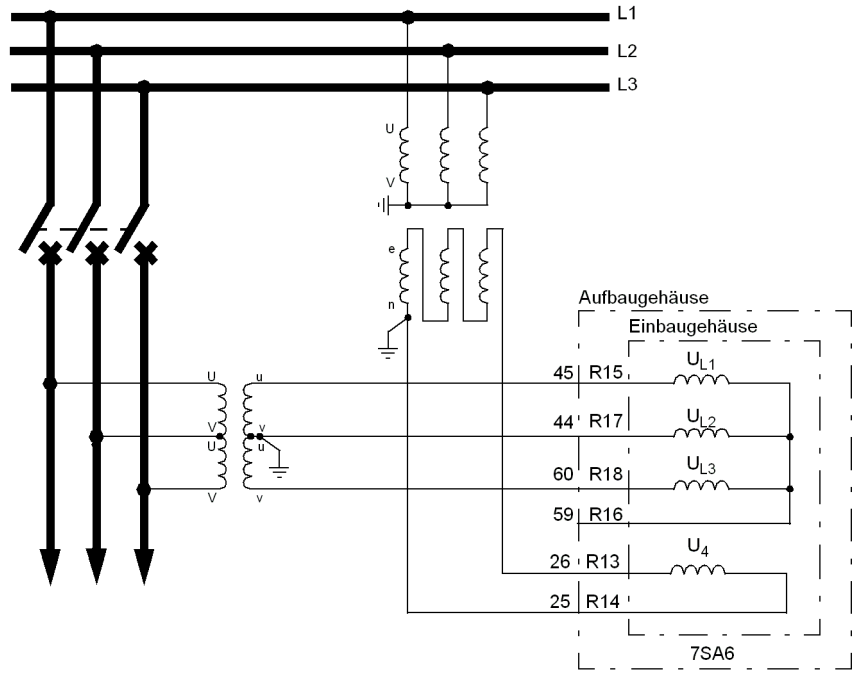 L1
L2
L3
U
V
e
n
Aufbaugehäuse
Einbaugehäuse
U u 45 R15 UL1
V v 44 R17 UL2
U u
60 R18 UL3
V v
59 R16
26 R13 U4
25 R14
7SA6